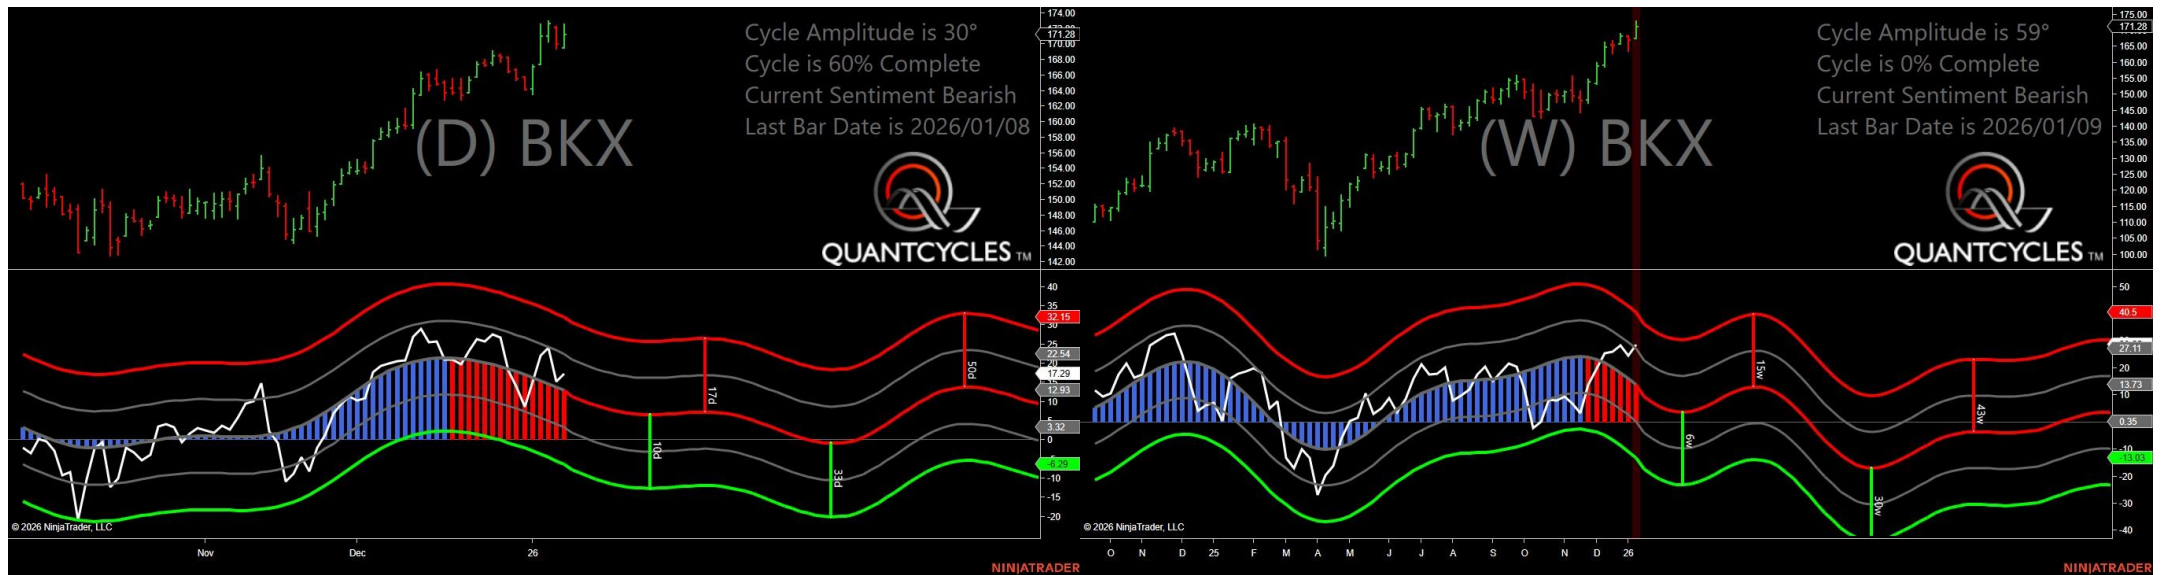 Cycle Amplitude is 30°
Cycle is 60% Complete
Current Sentiment Bearish
Last Bar Date is 2026/01/08
(D) BKX
QUANTCYCLES TM
174.00
171.28
170.00
168.00
166.00
164.00
162.00
160.00
158.00
156.00
154.00
152.00
150.00
148.00
146.00
144.00
142.00
40
35
32.15
30
25
22.54
17.29
12.93
10
5
3.32
0
-6.29
-10
-15
-20
10d
17d
33d
50d
© 2026 NinjaTrader, LLC
Nov Dec 26
NINJATRADER
Cycle Amplitude is 59°
Cycle is 0% Complete
Current Sentiment Bearish
Last Bar Date is 2026/01/09
(W) BKX
QUANTCYCLES TM
175.00
171.28
165.00
160.00
155.00
150.00
145.00
140.00
135.00
130.00
125.00
120.00
115.00
110.00
105.00
100.00
50
40.5
27.11
20
13.73
10
0.35
-10
-13.03
-20
-30
-40
6w
15w
30w
43w
© 2026 NinjaTrader, LLC
O N D 25 F M A M J J A S O N D 26
NINJATRADER